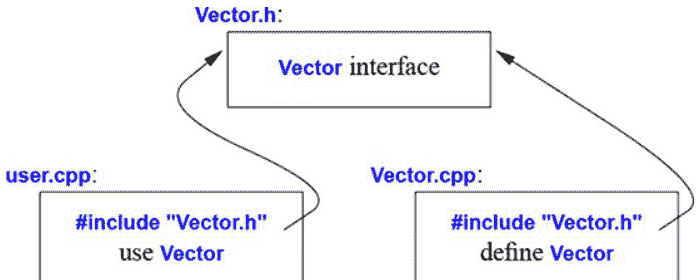 Vector.h:
Vector interface
user.cpp:
#include "Vector.h"
use Vector
Vector.cpp:
#include "Vector.h"
define Vector